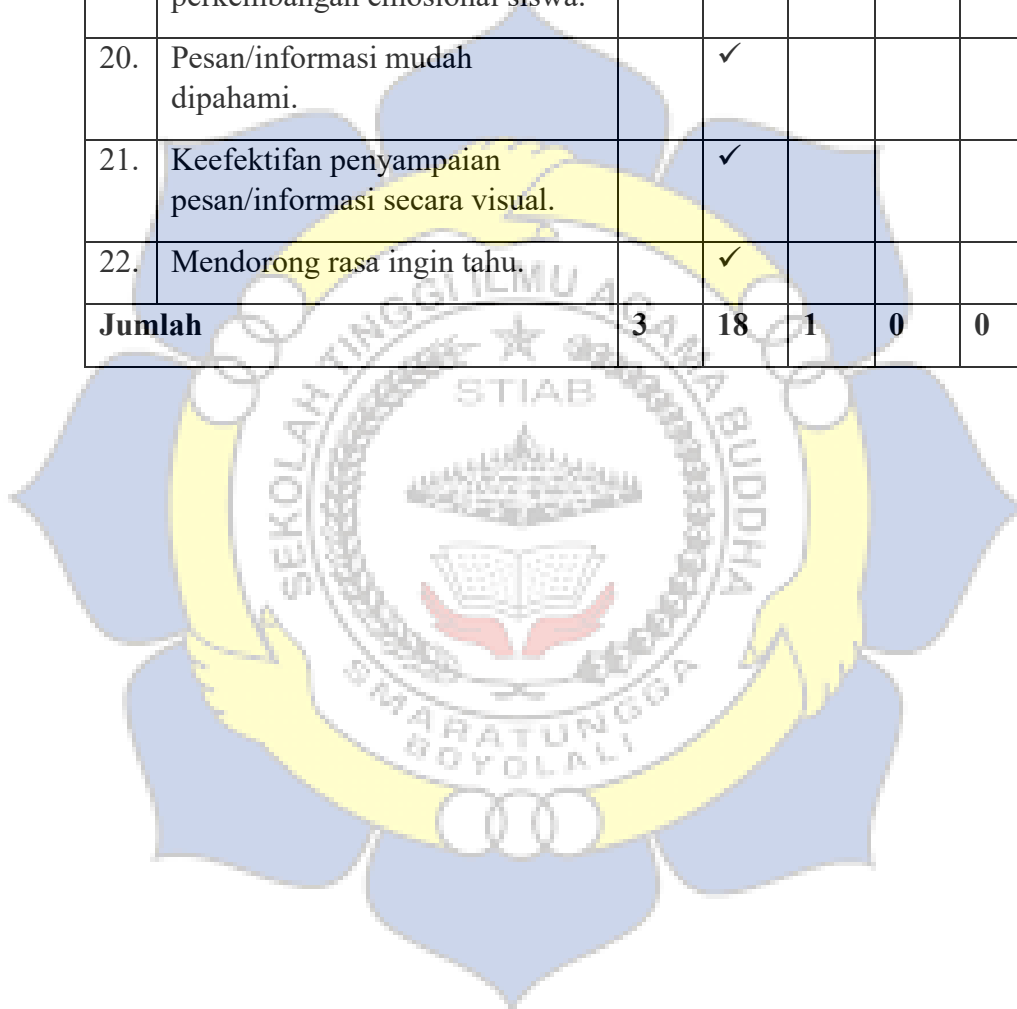 perkembangan emosional siswa.
20. Pesan/informasi mudah ✓
dipahami.
21. Keefektifan penyampaian ✓
pesan/informasi secara visual.
22. Mendorong rasa ingin tahu. ✓
Jumlah 3 18 1 0 0
SEKOLAH TINGGI ILMU AGAMA BUDDHA
STIAB
SMARATUNGGA
BOYOLALI